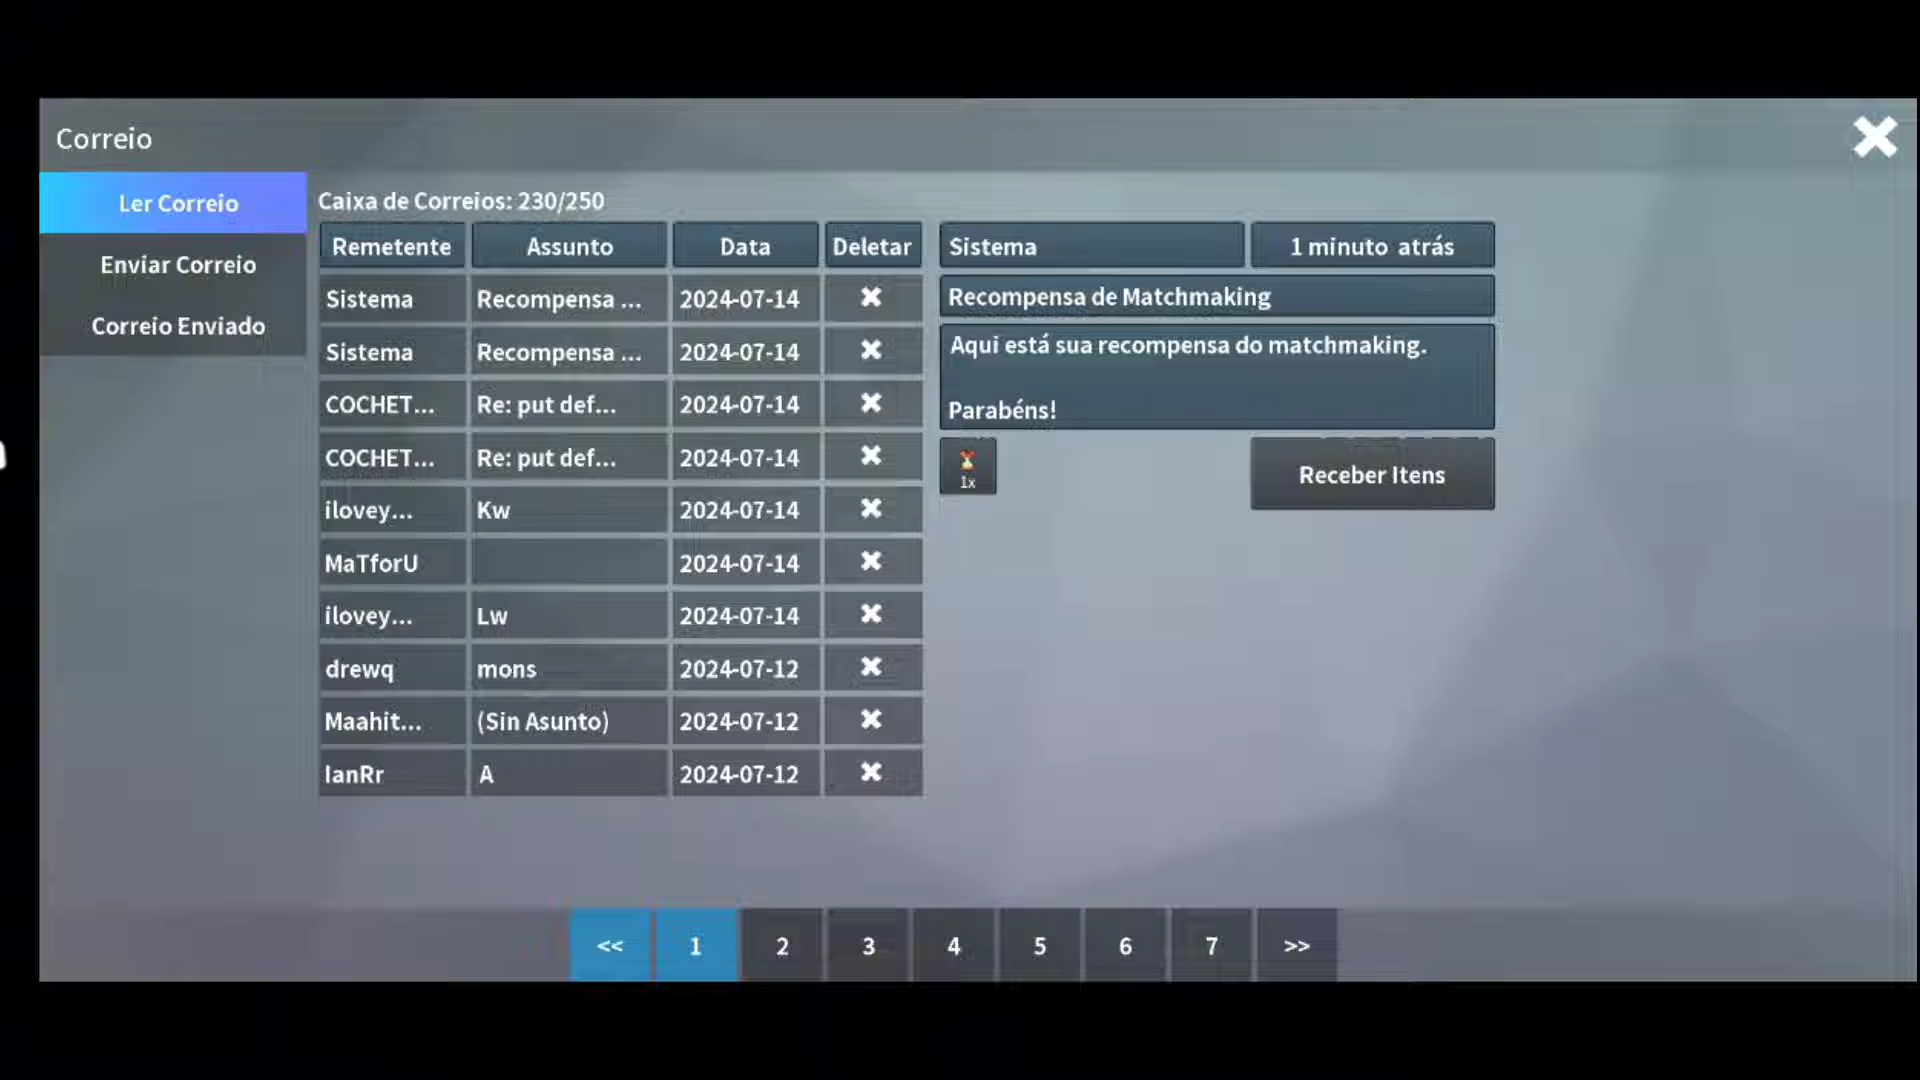 Correio
Ler Correio
Enviar Correio
Correio Enviado
Caixa de Correios: 230/250
Remetente Assunto Data Deletar
Sistema Recompensa ... 2024-07-14
Sistema Recompensa ... 2024-07-14
COCHET... Re: put def... 2024-07-14
COCHET... Re: put def... 2024-07-14
ilovey... Kw 2024-07-14
MaTforU 2024-07-14
ilovey... Lw 2024-07-14
drewq mons 2024-07-12
Maahit... (Sin Asunto) 2024-07-12
IanRr A 2024-07-12
Sistema 1 minuto atrás
Recompensa de Matchmaking
Aqui está sua recompensa do matchmaking.
Parabéns!
1x
Receber Itens
<< 1 2 3 4 5 6 7 >>